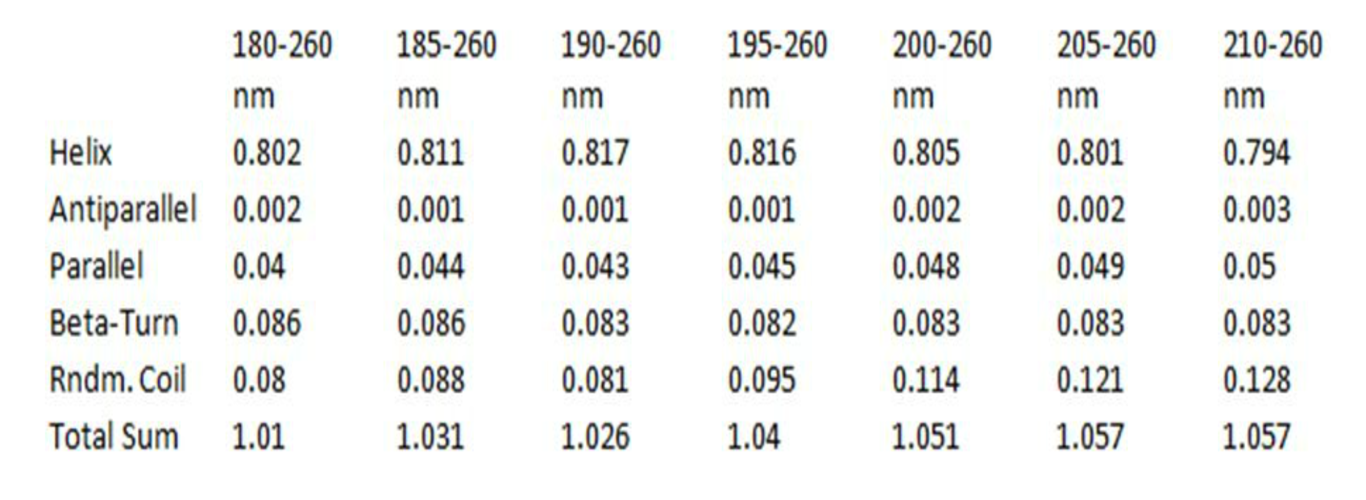 180-260 185-260 190-260 195-260 200-260 205-260 210-260
nm nm nm nm nm nm nm
Helix 0.802 0.811 0.817 0.816 0.805 0.801 0.794
Antiparallel 0.002 0.001 0.001 0.001 0.002 0.002 0.003
Parallel 0.04 0.044 0.043 0.045 0.048 0.049 0.05
Beta-Turn 0.086 0.086 0.083 0.082 0.083 0.083 0.083
Rndm. Coil 0.08 0.088 0.081 0.095 0.114 0.121 0.128
Total Sum 1.01 1.031 1.026 1.04 1.051 1.057 1.057